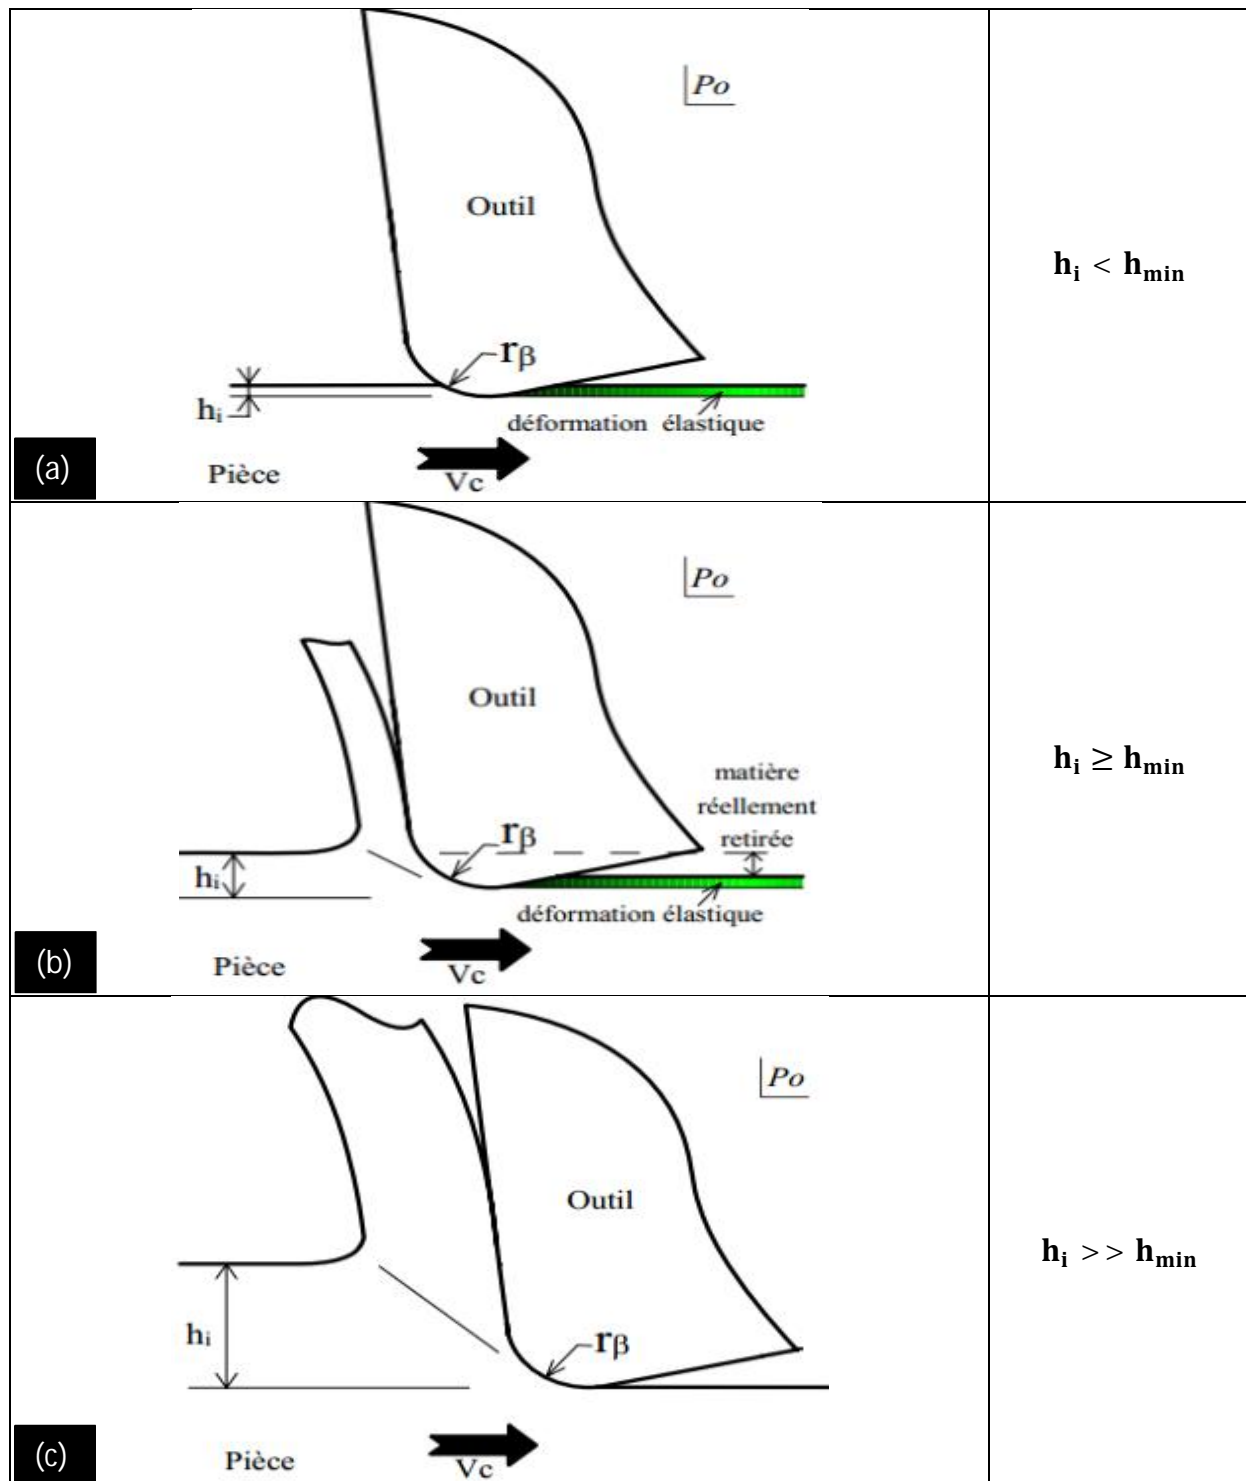 Po
Outil
hᵢ < hₘᵢₙ
rβ
hᵢ
déformation élastique
(a)
Pièce
Vc
Po
Outil
hᵢ ≥ hₘᵢₙ
matière
réellement
retirée
rβ
hᵢ
déformation élastique
(b)
Pièce
Vc
Po
Outil
hᵢ >> hₘᵢₙ
hᵢ
rβ
(c)
Pièce
Vc